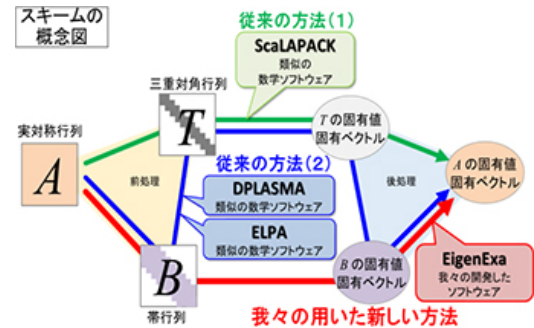 スキームの
概念図
従来の方法(1)
ScaLAPACK
類似の
数学ソフトウェア
三重対角行列
T
Tの固有値
固有ベクトル
実対称行列
A
前処理
従来の方法(2)
DPLASMA
類似の数学ソフトウェア
ELPA
類似の数学ソフトウェア
後処理
Aの固有値
固有ベクトル
B
帯行列
Bの固有値
固有ベクトル
EigenExa
我々の開発した
ソフトウェア
我々の用いた新しい方法